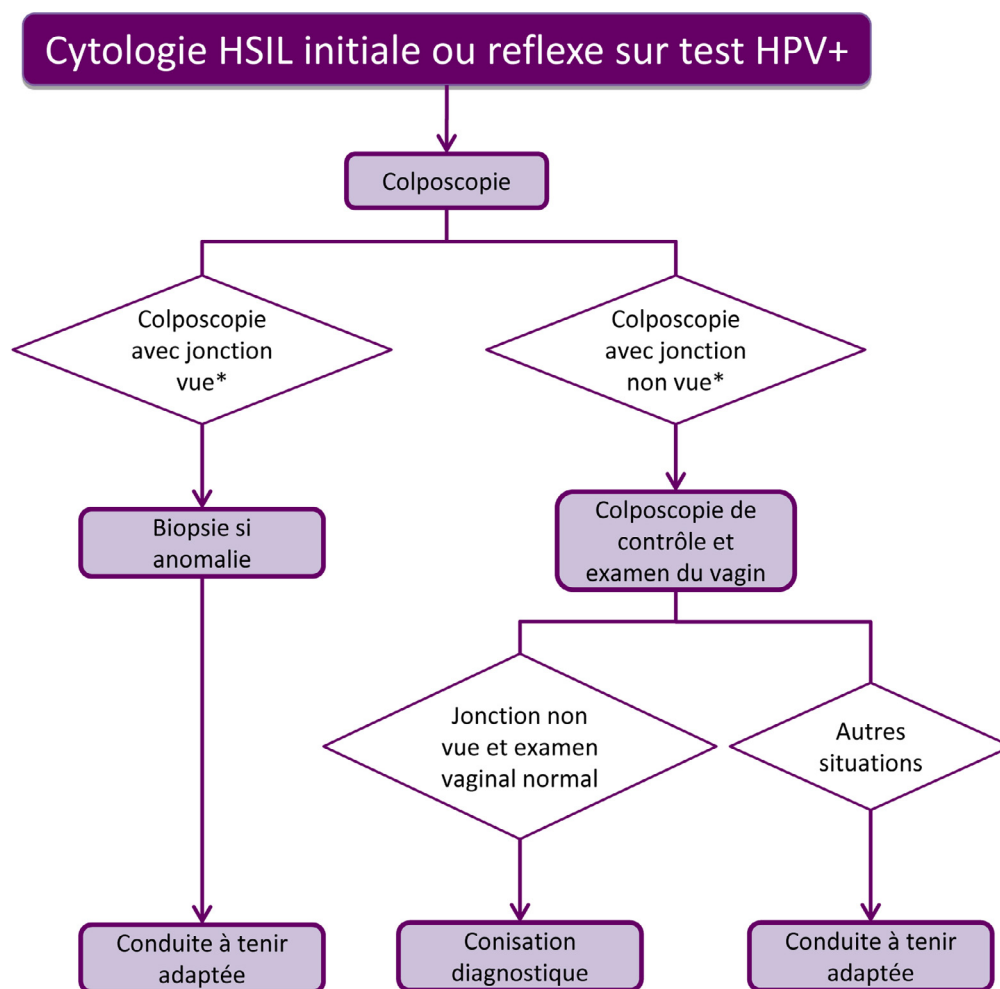 Cytologie HSIL initiale ou reflexe sur test HPV+
Colposcopie
Colposcopie
avec jonction
vue*
Colposcopie
avec jonction
non vue*
Biopsie si
anomalie
Colposcopie de
contrôle et
examen du vagin
Jonction non
vue et examen
vaginal normal
Autres
situations
Conduite à tenir
adaptée
Conisation
diagnostique
Conduite à tenir
adaptée